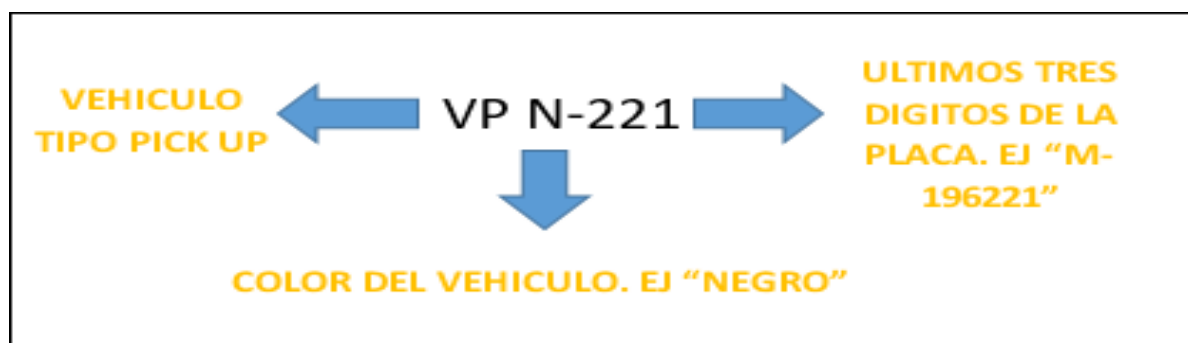 VEHICULO
TIPO PICK UP
VP N-221
ULTIMOS TRES
DIGITOS DE LA
PLACA. EJ “M-
196221”
COLOR DEL VEHICULO. EJ “NEGRO”